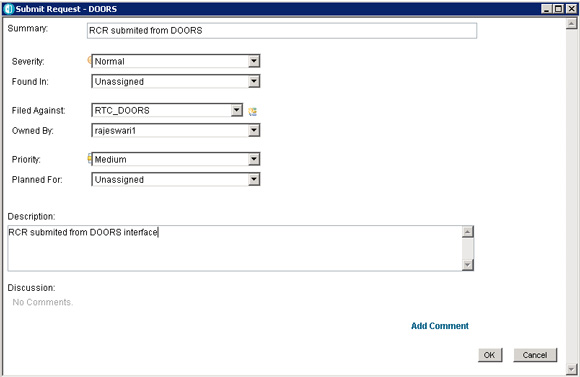 Submit Request - DOORS
Summary: RCR submited from DOORS
Severity: Normal
Found In: Unassigned
Filed Against: RTC_DOORS
Owned By: rajeswari1
Priority: Medium
Planned For: Unassigned
Description:
RCR submited from DOORS interface
Discussion:
No Comments.
Add Comment
OK Cancel